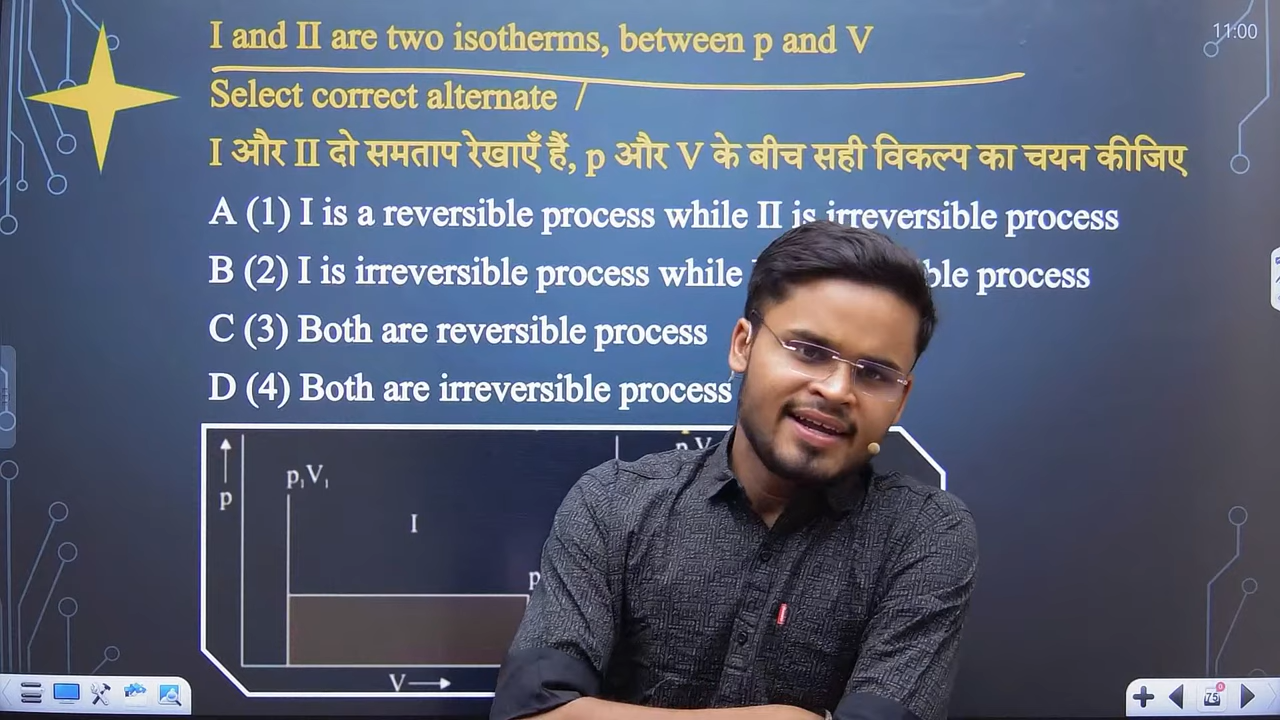 I and II are two isotherms, between p and V
11:00
Select correct alternate
I और II दो समताप रेखाएँ हैं, p और V के बीच सही विकल्प का चयन कीजिए
A (1) I is a reversible process while II is irreversible process
B (2) I is irreversible process while
process
C (3) Both are reversible process
D (4) Both are irreversible process
p₁V₁
p
I
p
V
75